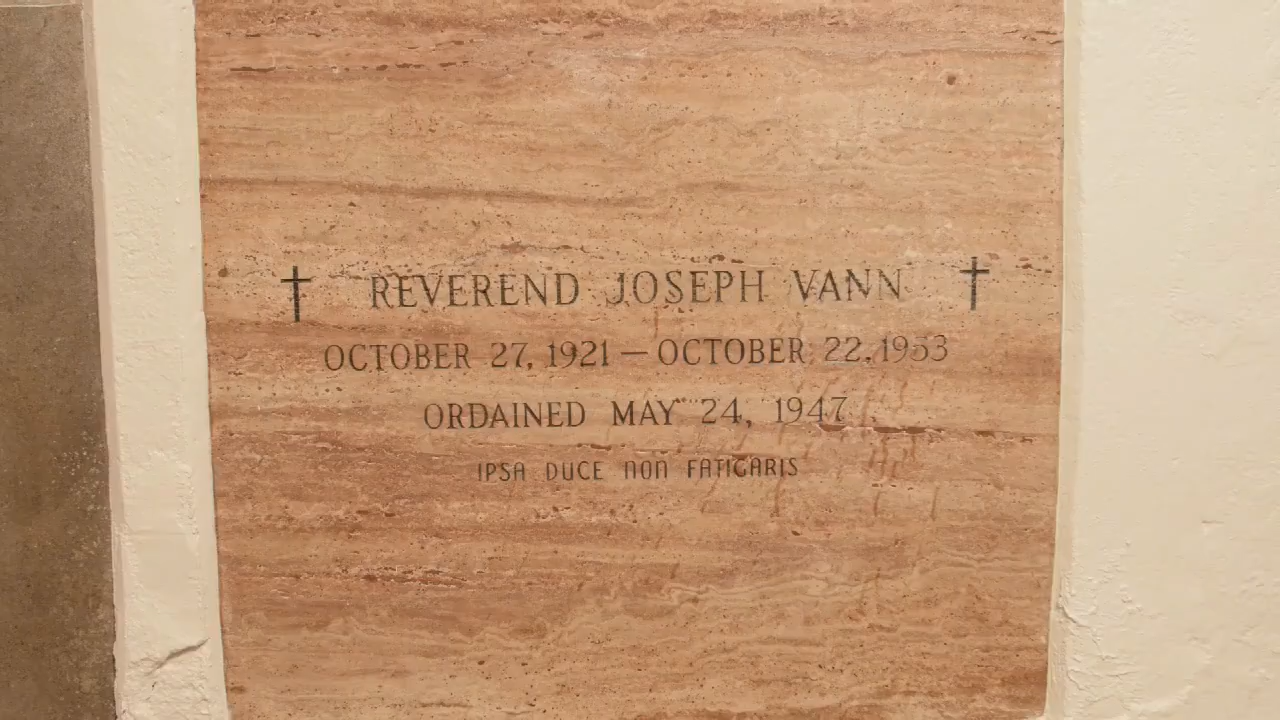 † REVEREND JOSEPH VANN †
OCTOBER 27, 1921 — OCTOBER 22, 1953
ORDAINED MAY 24, 1947
IPSA DUCE NON FATIGARIS